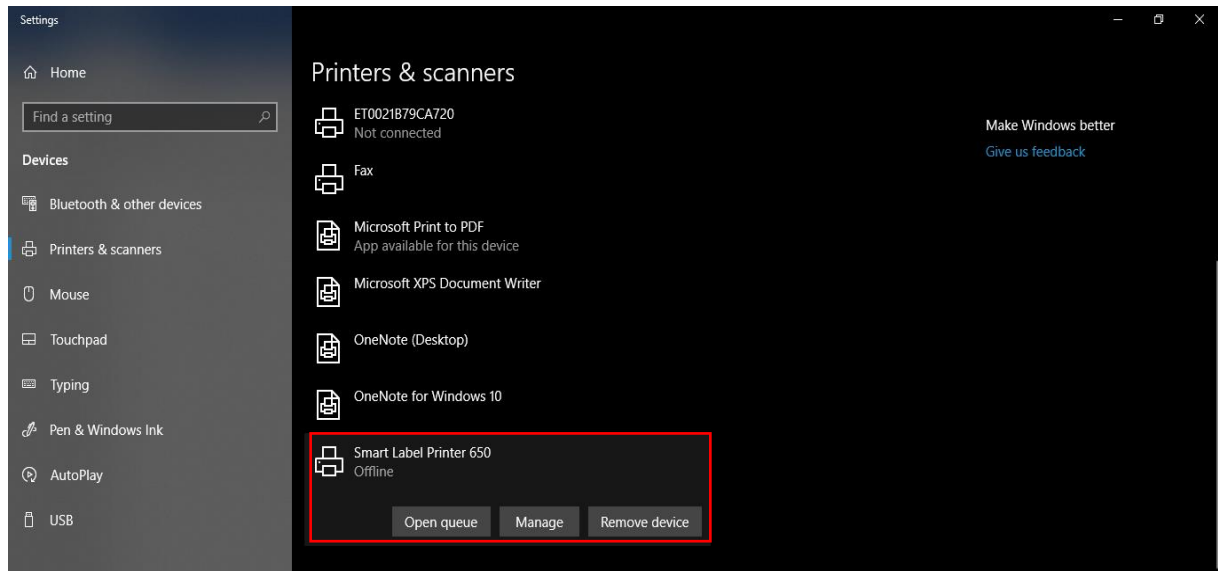 Settings
Home
Find a setting
Devices
Bluetooth & other devices
Printers & scanners
Mouse
Touchpad
Typing
Pen & Windows Ink
AutoPlay
USB
Printers & scanners
ET0021B79CA720
Not connected
Fax
Microsoft Print to PDF
App available for this device
Microsoft XPS Document Writer
OneNote (Desktop)
OneNote for Windows 10
Smart Label Printer 650
Offline
Open queue Manage Remove device
Make Windows better
Give us feedback